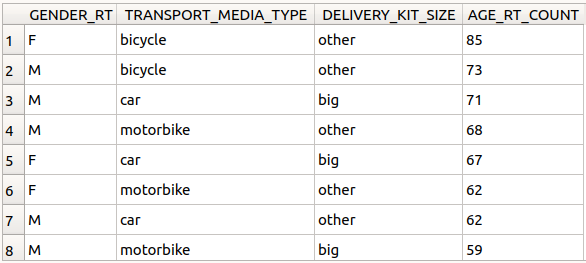 GENDER_RT TRANSPORT_MEDIA_TYPE DELIVERY_KIT_SIZE AGE_RT_COUNT
1 F bicycle other 85
2 M bicycle other 73
3 M car big 71
4 M motorbike other 68
5 F car big 67
6 F motorbike other 62
7 M car other 62
8 M motorbike big 59